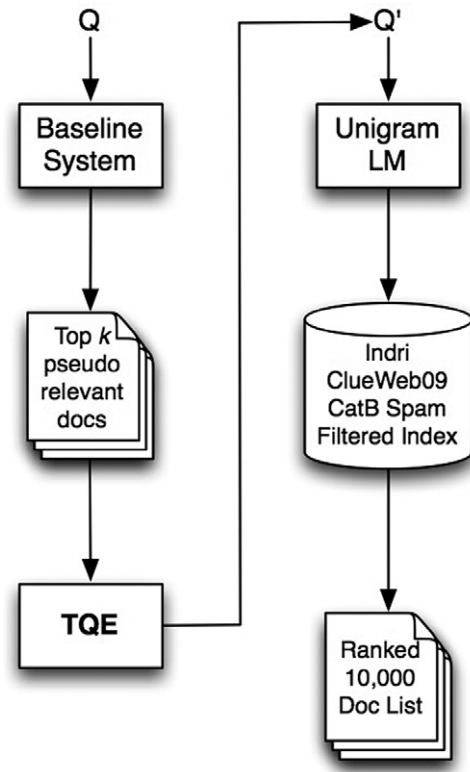 Q
Baseline
System
Top k
pseudo
relevant
docs
TQE
Q'
Unigram
LM
Indri
ClueWeb09
CatB Spam
Filtered Index
Ranked
10,000
Doc List